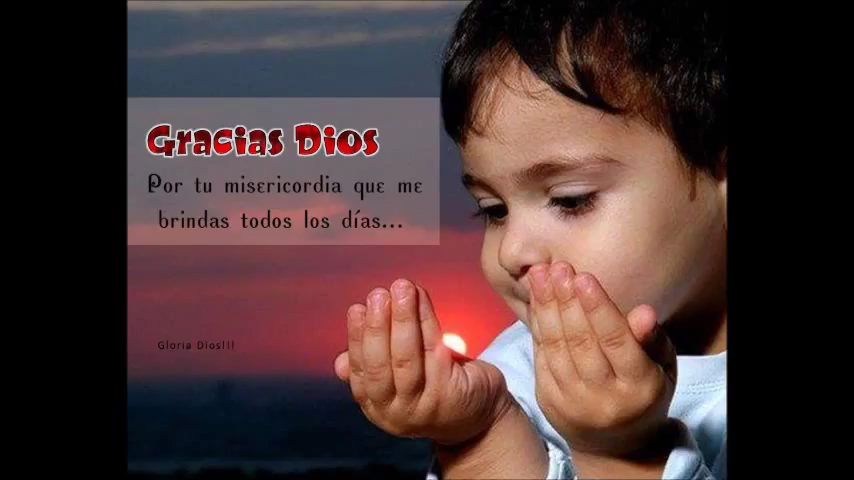 Gracias Dios
Por tu misericordia que me
brindas todos los días...
Gloria Dios!!!